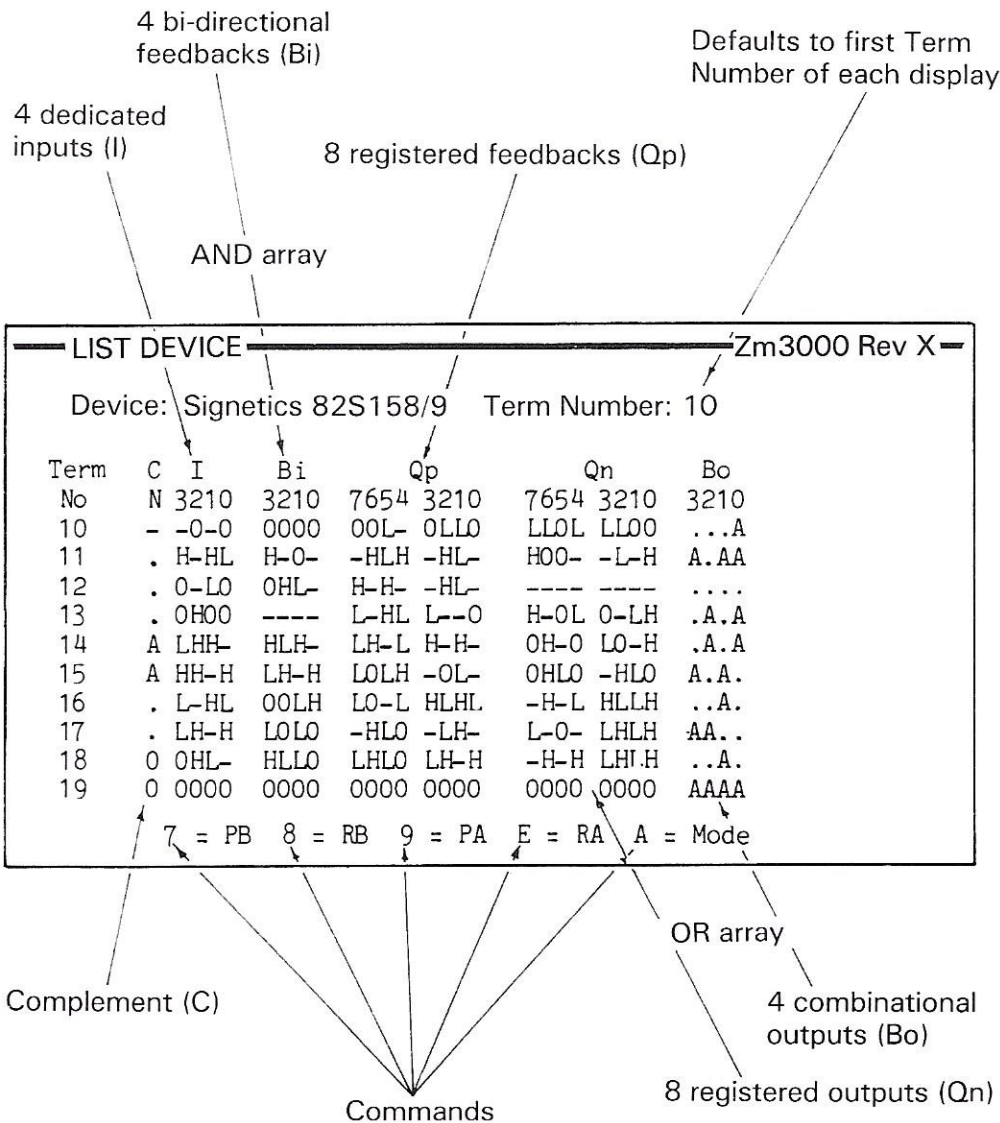 4 bi-directional
feedbacks (Bi)
Defaults to first Term
Number of each display
4 dedicated
inputs (I)
8 registered feedbacks (Qp)
AND array
LIST DEVICE Zm3000 Rev X
Device: Signetics 82S158/9 Term Number: 10
Term C I Bi Qp Qn Bo
No N 3210 3210 7654 3210 7654 3210 3210
10 - -0-0 0000 00L- 0LL0 LL0L LL00 ...A
11 . H-HL H-0- -HLH -HL- H00- -L-H A.AA
12 . 0-L0 0HL- H-H- -HL- ---- ---- ....
13 . 0H00 ---- L-HL L--0 H-0L 0-LH .A.A
14 A LHH- HLH- LH-L H-H- 0H-0 L0-H .A.A
15 A HH-H LH-H L0LH -0L- 0HL0 -HL0 A.A.
16 . L-HL 00LH L0-L HLHL -H-L HLLH ..A.
17 . LH-H L0L0 -HL0 -LH- L-0- LHLH AA..
18 0 0HL- HLL0 LHL0 LH-H -H-H LHLH ..A.
19 0 0000 0000 0000 0000 0000 0000 AAAA
7 = PB 8 = RB 9 = PA E = RA A = Mode
OR array
Complement (C)
4 combinational
outputs (Bo)
8 registered outputs (Qn)
Commands